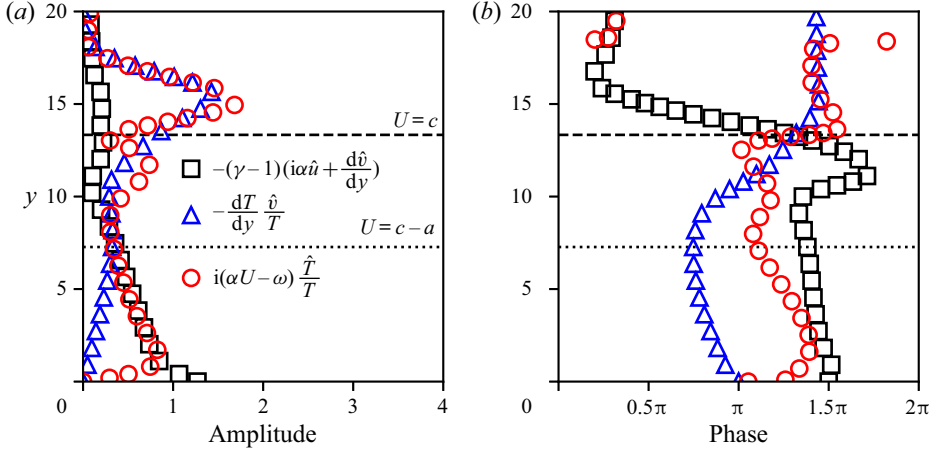 (a)
20
15
10
5
0
y
U = c
−(γ−1)(iαû + dv̂/dy)
−dT/dy v̂/T
U = c − a
i(αU−ω) T̂/T
0
1
2
3
4
Amplitude
(b)
20
15
10
5
0
0.5π
π
1.5π
2π
Phase